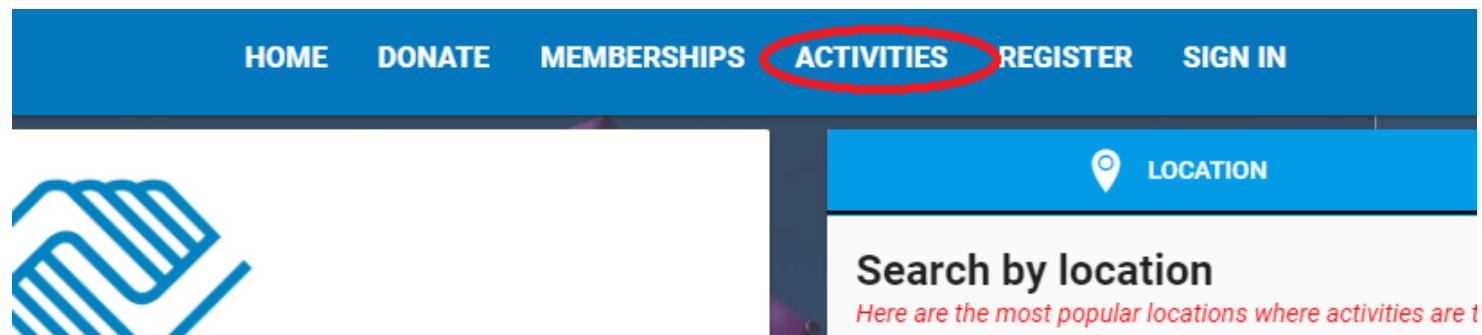 HOME DONATE MEMBERSHIPS ACTIVITIES REGISTER SIGN IN
LOCATION
Search by location
Here are the most popular locations where activities are